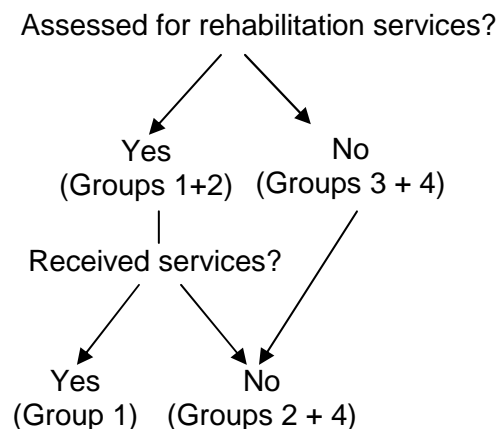 Assessed for rehabilitation services?
Yes
(Groups 1+2)
No
(Groups 3 + 4)
Received services?
Yes
(Group 1)
No
(Groups 2 + 4)